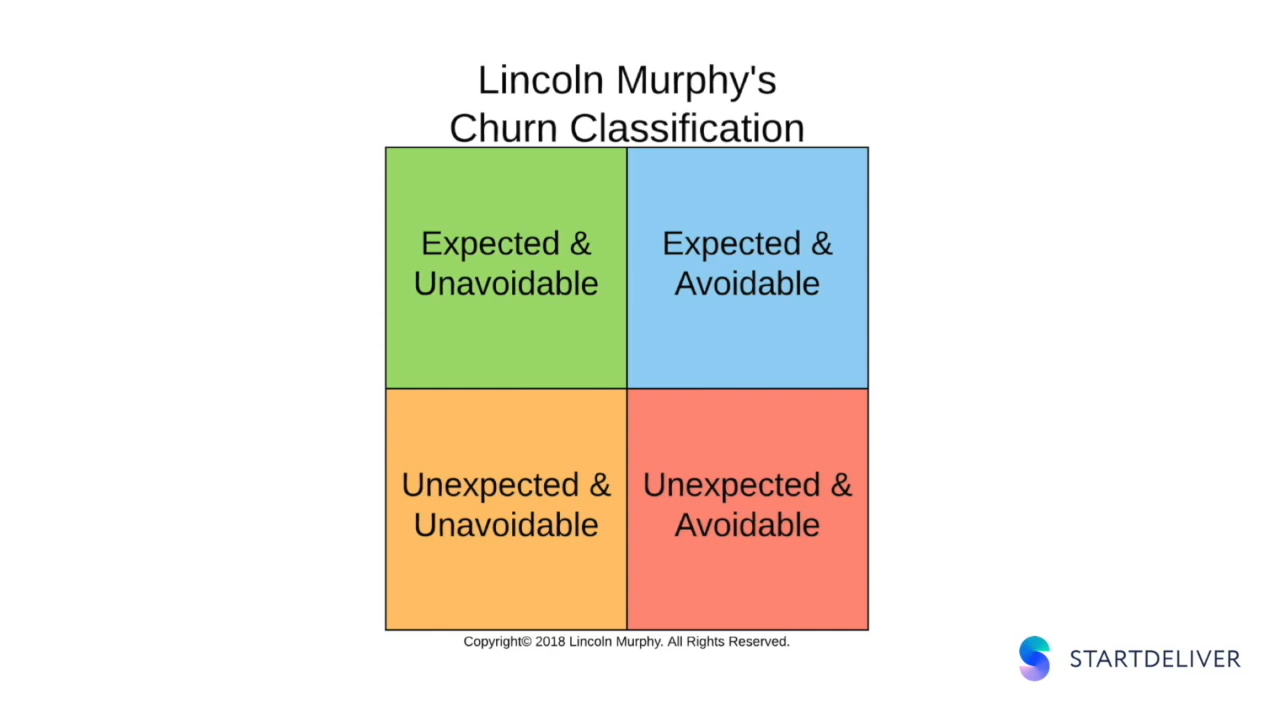 Lincoln Murphy's
Churn Classification
Expected &
Unavoidable
Expected &
Avoidable
Unexpected &
Unavoidable
Unexpected &
Avoidable
Copyright© 2018 Lincoln Murphy. All Rights Reserved.
STARTDELIVER